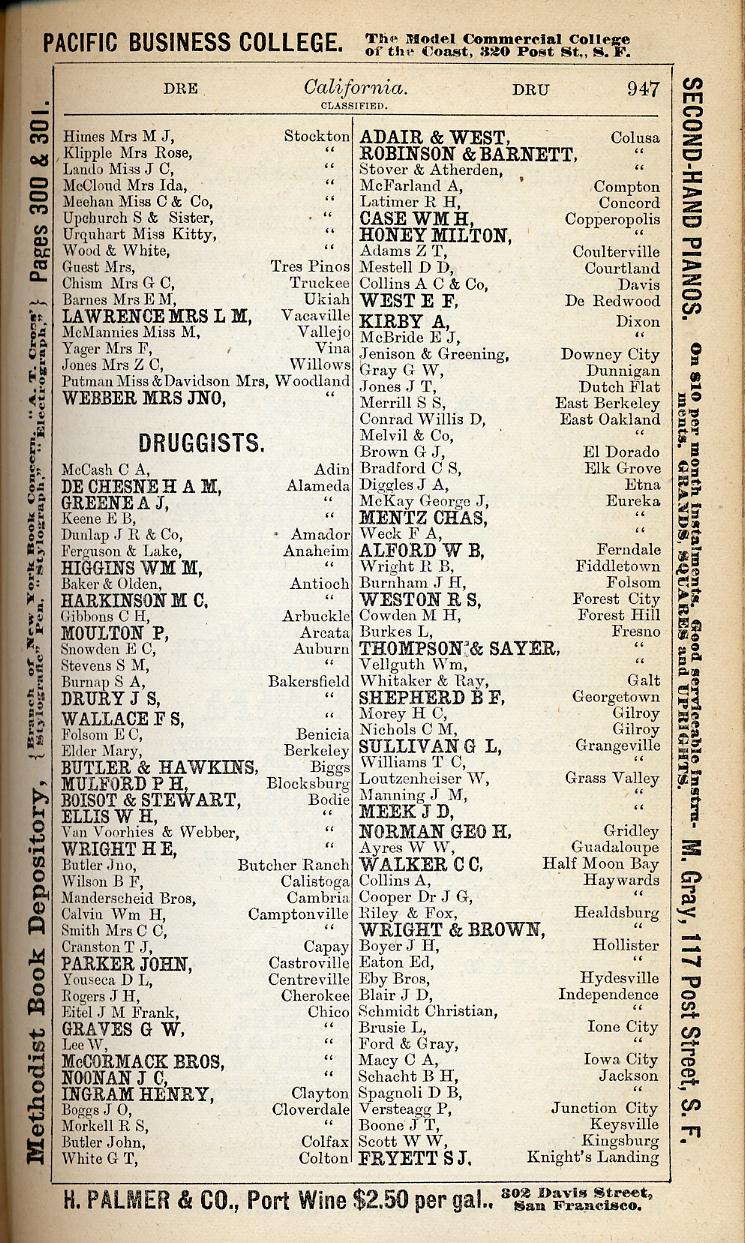 PACIFIC BUSINESS COLLEGE. The Model Commercial College
of the Coast, 320 Post St., S. F.
DRE California. DRU 947
CLASSIFIED.
Himes Mrs M J, Stockton
Klipple Mrs Rose, “
Lando Miss J C, “
McCloud Mrs Ida, “
Meehan Miss C & Co, “
Upchurch S & Sister, “
Urquhart Miss Kitty, “
Wood & White, “
Guest Mrs, Tres Pinos
Chism Mrs G C, Truckee
Barnes Mrs E M, Ukiah
LAWRENCE MRS L M, Vacaville
McMannies Miss M, Vallejo
Yager Mrs F, Vina
Jones Mrs Z C, Willows
Putman Miss & Davidson Mrs, Woodland
WEBBER MRS JNO, “
DRUGGISTS.
McCash C A, Adin
DE CHESNE H A M, Alameda
GREENE A J, “
Keene E B, “
Dunlap J R & Co, Amador
Ferguson & Lake, Anaheim
HIGGINS WM M, “
Baker & Olden, Antioch
HARKINSON M C, “
Gibbons C H, Arbuckle
MOULTON P, Arcata
Snowden E C, Auburn
Stevens S M, “
Burnap S A, Bakersfield
DRURY J S, “
WALLACE F S, “
Folsom E C, Benicia
Elder Mary, Berkeley
BUTLER & HAWKINS, Biggs
MULFORD P H, Blocksburg
BOISOT & STEWART, Bodie
ELLIS W H, “
Van Voorhies & Webber, “
WRIGHT H E, “
Butler Jno, Butcher Ranch
Wilson B F, Calistoga
Manderscheid Bros, Cambria
Calvin Wm H, Camptonville
Smith Mrs C C, “
Cranston T J, Capay
PARKER JOHN, Castroville
Youseca D L, Centreville
Rogers J H, Cherokee
Eitel J M Frank, Chico
GRAVES G W, “
Lee W, “
McCORMACK BROS, “
NOONAN J C, “
INGRAM HENRY, Clayton
Boggs J O, Cloverdale
Morkell R S, “
Butler John, Colfax
White G T, Colton
ADAIR & WEST, Colusa
ROBINSON & BARNETT, “
Stover & Atherden, “
McFarland A, Compton
Latimer R H, Concord
CASE WM H, Copperopolis
HONEY MILTON, “
Adams Z T, Coulterville
Mestell D D, Courtland
Collins A C & Co, Davis
WEST E F, De Redwood
KIRBY A, Dixon
McBride E J, “
Jenison & Greening, Downey City
Gray G W, Dunnigan
Jones J T, Dutch Flat
Merrill S S, East Berkeley
Conrad Willis D, East Oakland
Melvil & Co, “
Brown G J, El Dorado
Bradford C S, Elk Grove
Diggles J A, Etna
McKay George J, Eureka
MENTZ CHAS, “
Weck F A, “
ALFORD W B, Ferndale
Wright R B, Fiddletown
Burnham J H, Folsom
WESTON R S, Forest City
Cowden M H, Forest Hill
Burkes L, Fresno
THOMPSON & SAYER, “
Vellguth Wm, “
Whitaker & Ray, Galt
SHEPHERD B F, Georgetown
Morey H C, Gilroy
Nichols C M, Gilroy
SULLIVAN G L, Grangeville
Williams T C, “
Loutzenheiser W, Grass Valley
Manning J M, “
MEEK J D, “
NORMAN GEO H, Gridley
Ayres W W, Guadaloupe
WALKER C C, Half Moon Bay
Collins A, Haywards
Cooper Dr J G, “
Riley & Fox, Healdsburg
WRIGHT & BROWN, “
Boyer J H, Hollister
Eaton Ed, “
Eby Bros, Hydesville
Blair J D, Independence
Schmidt Christian, “
Brusie L, Ione City
Ford & Gray, “
Macy C A, Iowa City
Schacht B H, Jackson
Spagnoli D B, “
Versteagg P, Junction City
Boone J T, Keysville
Scott W W, Kingsburg
FRYETT S J, Knight's Landing
Methodist Book Depository, { Branch of New York Book Concern. "A. T. Cross'
Stylografic" Pen, "Stylograph," "Electrograph." } Pages 300 & 301.
SECOND-HAND PIANOS. On $10 per month instalments. Good serviceable Instru-
ments. GRANDS, SQUARES and UPRIGHTS. M. Gray, 117 Post Street, S. F.
H. PALMER & CO., Port Wine $2.50 per gal., 302 Davis Street,
San Francisco.